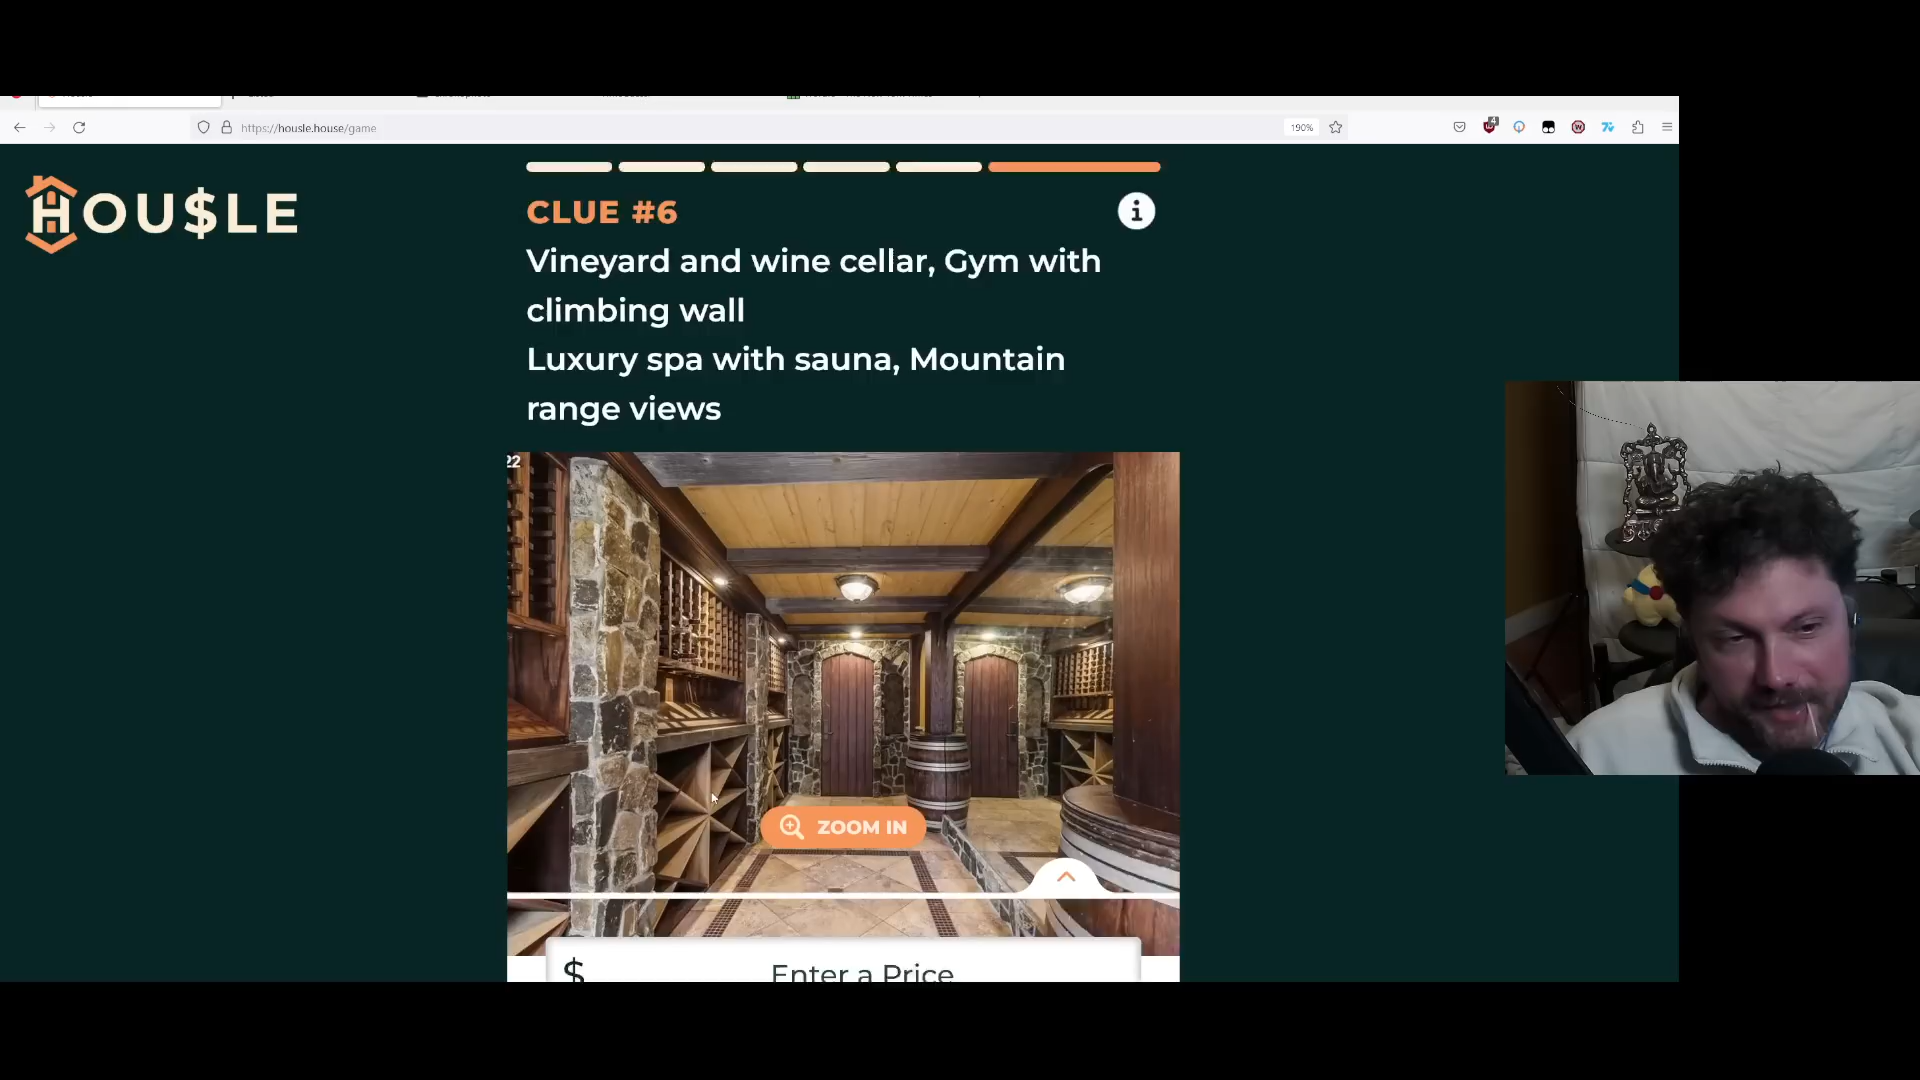 https://housle.house/game
190%
HOU$LE
CLUE #6
Vineyard and wine cellar, Gym with
climbing wall
Luxury spa with sauna, Mountain
range views
22
ZOOM IN
$ Enter a Price